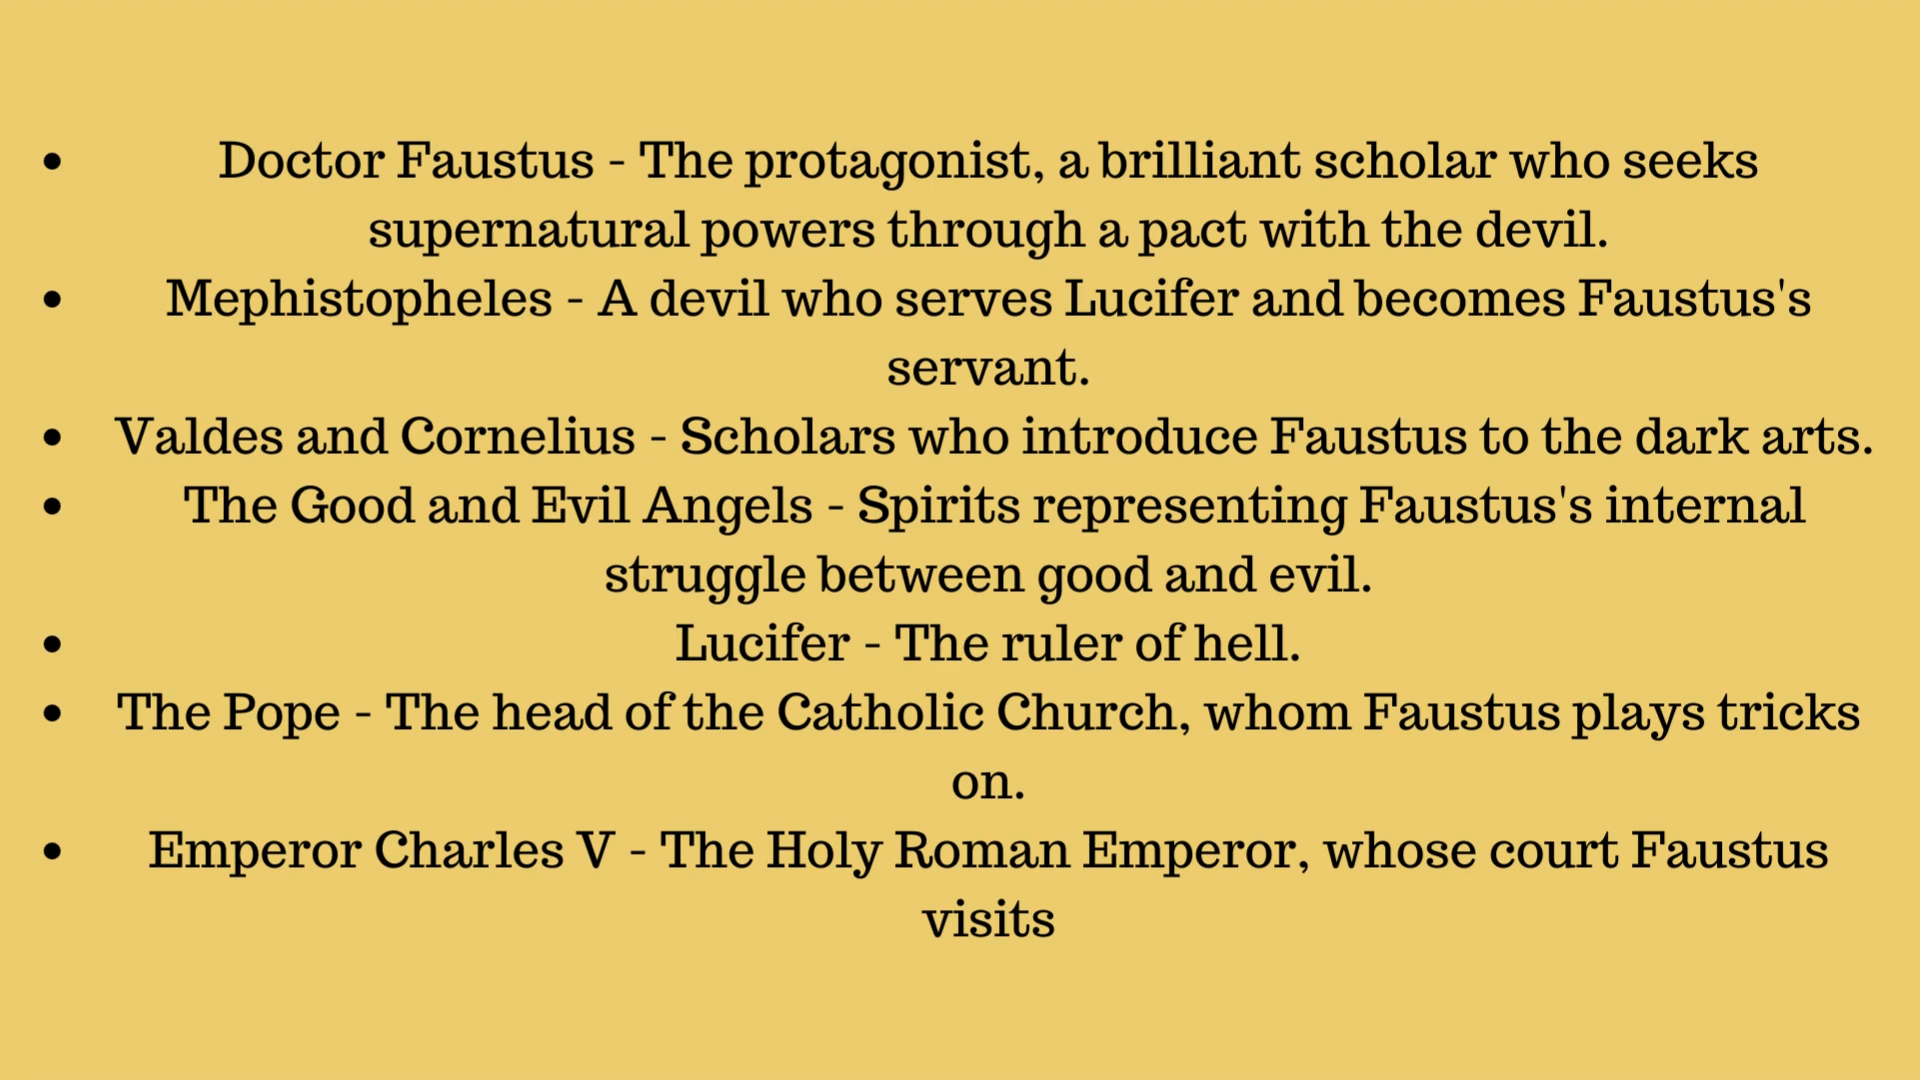 • Doctor Faustus - The protagonist, a brilliant scholar who seeks
supernatural powers through a pact with the devil.
• Mephistopheles - A devil who serves Lucifer and becomes Faustus's
servant.
• Valdes and Cornelius - Scholars who introduce Faustus to the dark arts.
• The Good and Evil Angels - Spirits representing Faustus's internal
struggle between good and evil.
• Lucifer - The ruler of hell.
• The Pope - The head of the Catholic Church, whom Faustus plays tricks
on.
• Emperor Charles V - The Holy Roman Emperor, whose court Faustus
visits